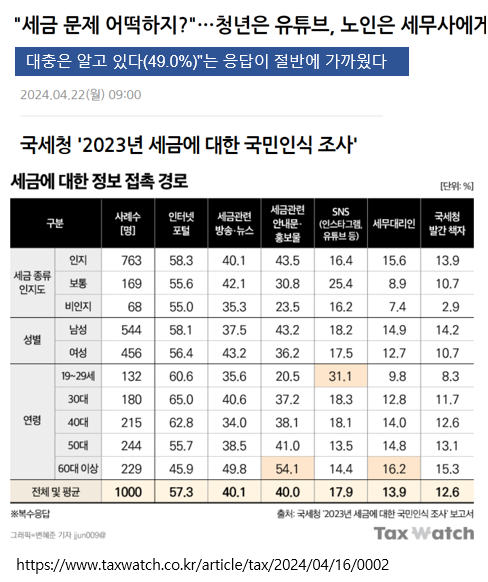 "세금 문제 어떡하지?"…청년은 유튜브, 노인은 세무사에게
대충은 알고 있다(49.0%)"는 응답이 절반에 가까웠다
2024.04.22(월) 09:00
국세청 '2023년 세금에 대한 국민인식 조사'
세금에 대한 정보 접촉 경로 [단위: %]
구분 사례수 [명] 인터넷 포털 세금관련 방송·뉴스 세금관련 안내문·홍보물 SNS (인스타그램, 유튜브 등) 세무대리인 국세청 발간 책자
세금 종류 인지도 인지 763 58.3 40.1 43.5 16.4 15.6 13.9
보통 169 55.6 42.1 30.8 25.4 8.9 10.7
비인지 68 55.0 35.3 23.5 16.2 7.4 2.9
성별 남성 544 58.1 37.5 43.2 18.2 14.9 14.2
여성 456 56.4 43.2 36.2 17.5 12.7 10.7
연령 19~29세 132 60.6 35.6 20.5 31.1 9.8 8.3
30대 180 65.0 40.6 37.2 18.3 12.8 11.7
40대 215 62.8 34.0 38.1 18.1 14.0 12.6
50대 244 55.7 38.5 41.0 13.5 14.8 13.1
60대 이상 229 45.9 49.8 54.1 14.4 16.2 15.3
전체 및 평균 1000 57.3 40.1 40.0 17.9 13.9 12.6
※복수응답 출처: 국세청 '2023년 세금에 대한 국민인식 조사' 보고서
그래픽=변혜준 기자 jjun009@ Tax Watch
https://www.taxwatch.co.kr/article/tax/2024/04/16/0002